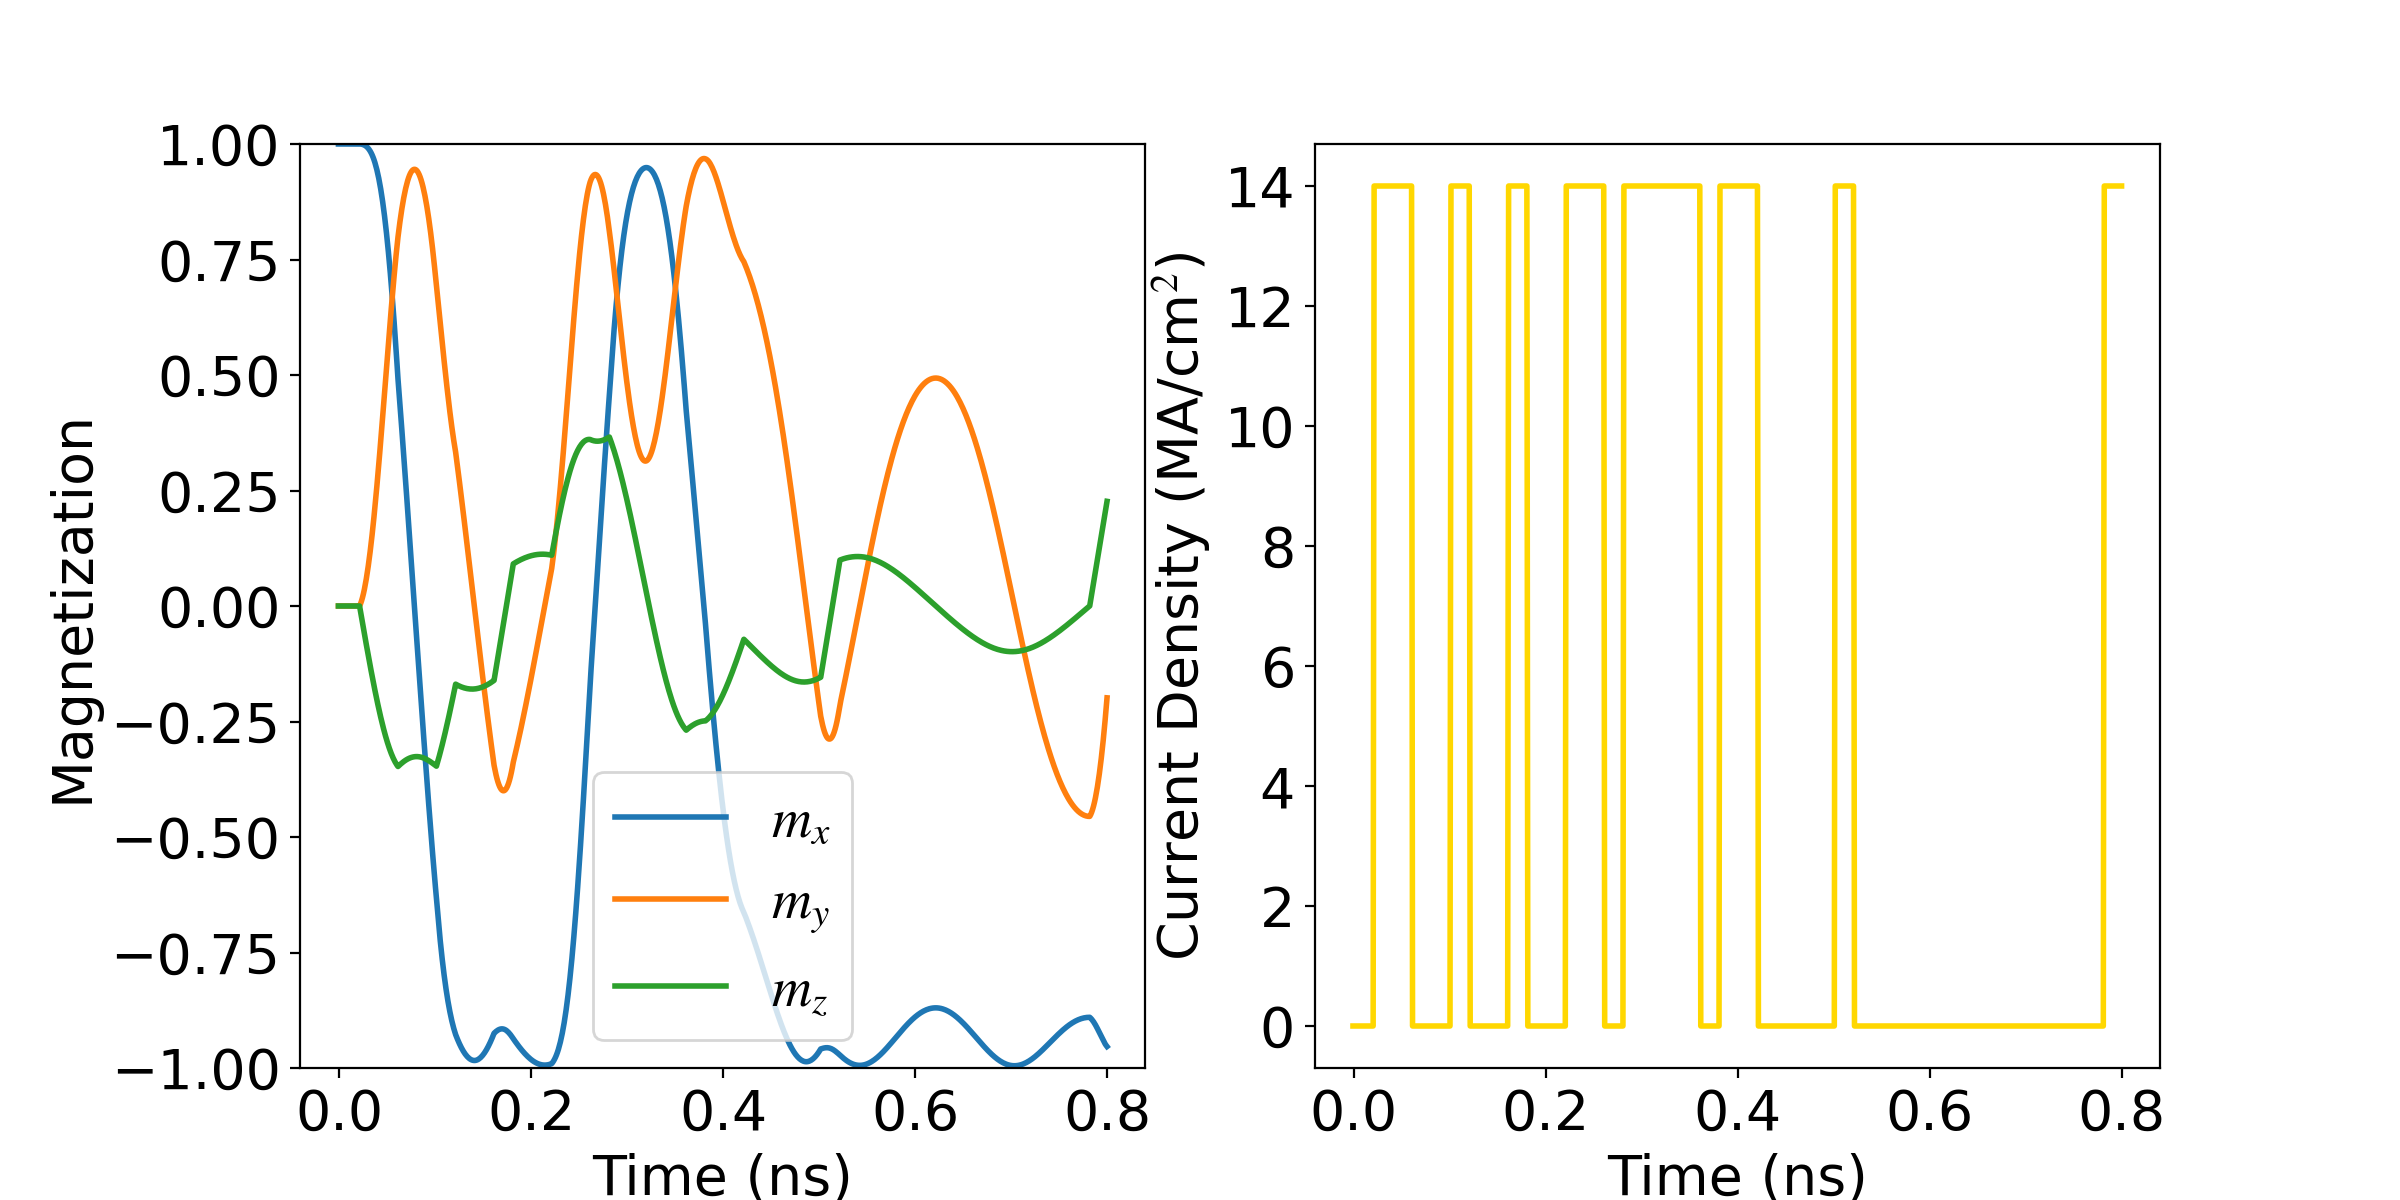 1.00
0.75
0.50
0.25
0.00
−0.25
−0.50
−0.75
−1.00
Magnetization
0.0 0.2 0.4 0.6 0.8
Time (ns)
m_x
m_y
m_z
14
12
10
8
6
4
2
0
Current Density (MA/cm²)
0.0 0.2 0.4 0.6 0.8
Time (ns)